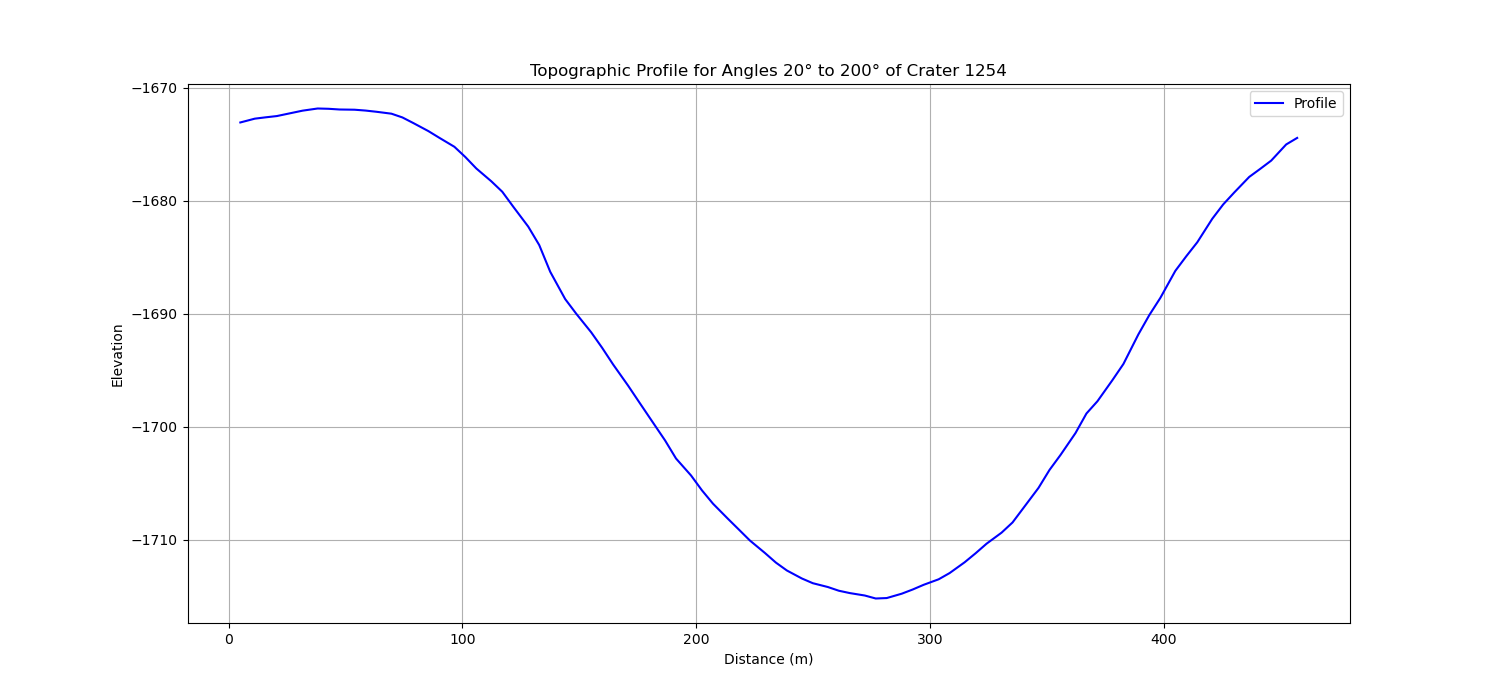 Topographic Profile for Angles 20° to 200° of Crater 1254
Profile
Elevation
−1670
−1680
−1690
−1700
−1710
0 100 200 300 400
Distance (m)